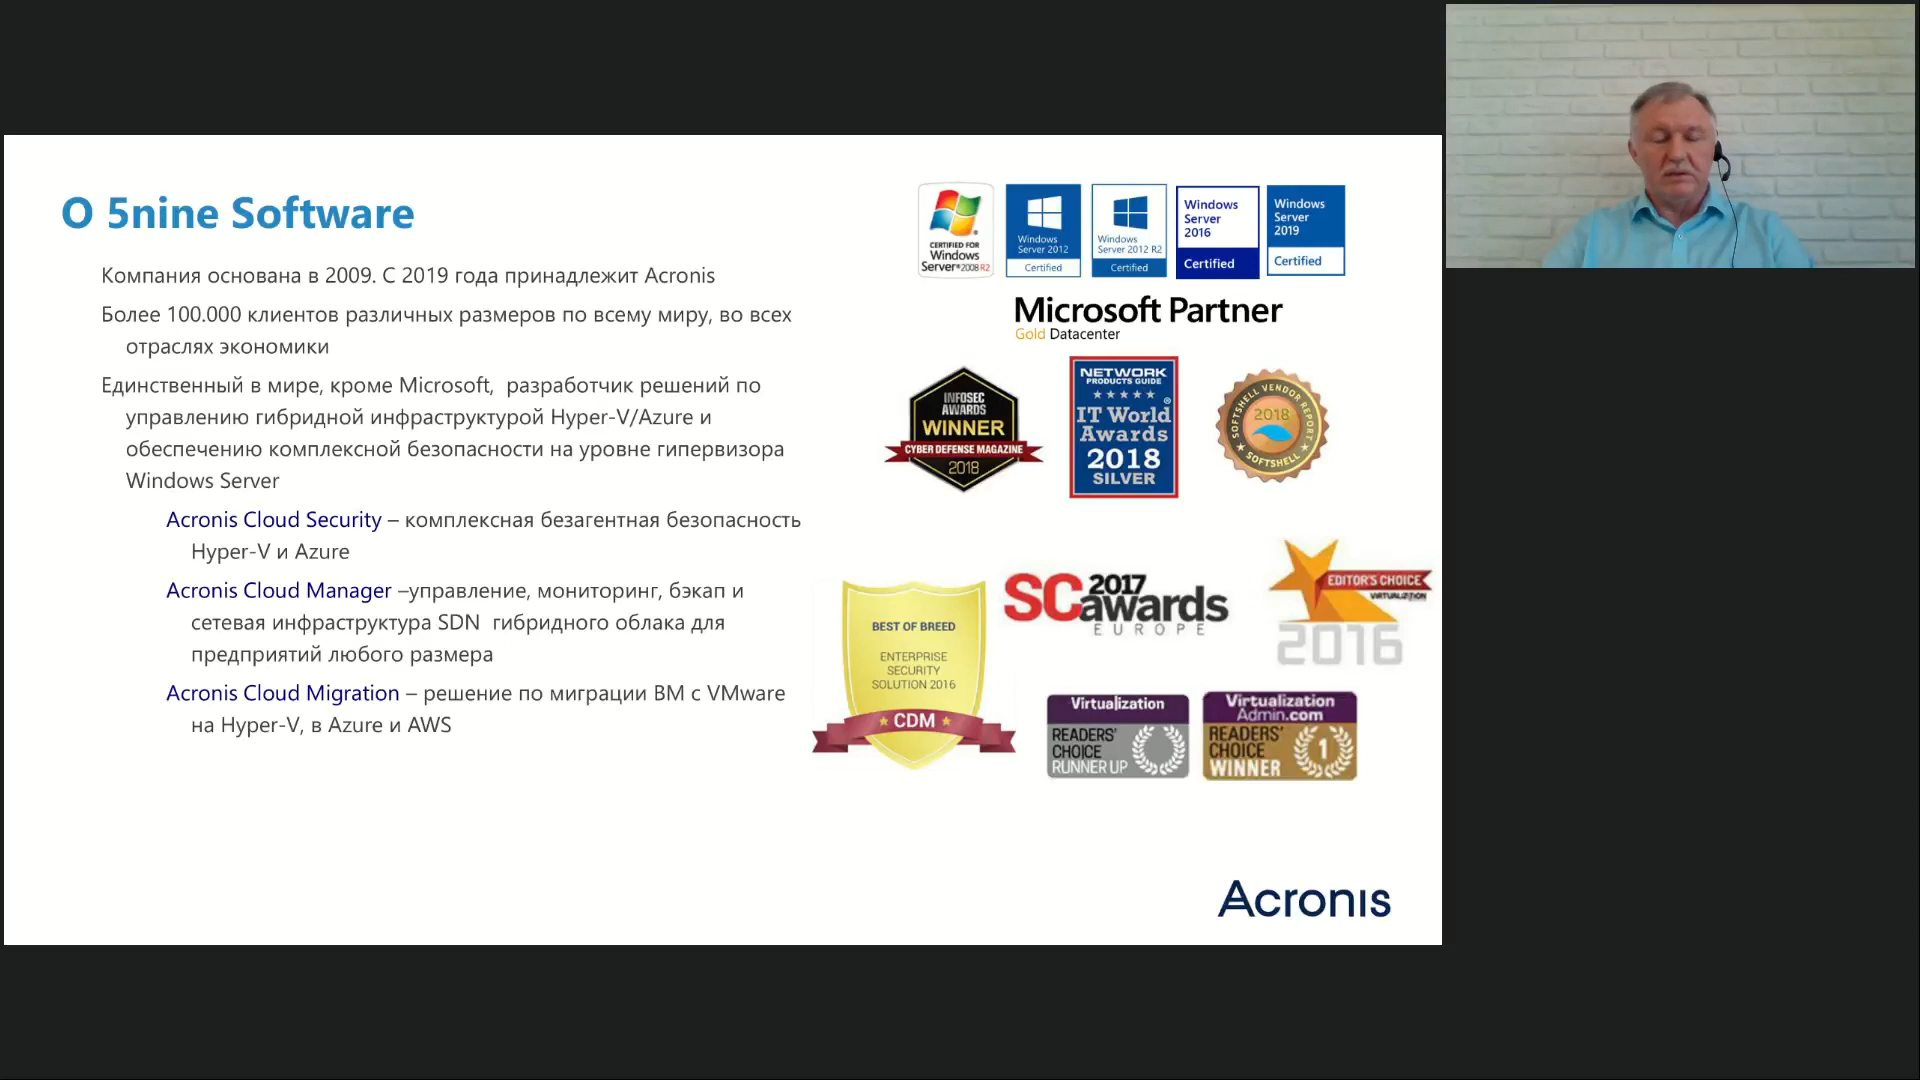 О 5nine Software
Компания основана в 2009. С 2019 года принадлежит Acronis
Более 100.000 клиентов различных размеров по всему миру, во всех
отраслях экономики
Единственный в мире, кроме Microsoft, разработчик решений по
управлению гибридной инфраструктурой Hyper-V/Azure и
обеспечению комплексной безопасности на уровне гипервизора
Windows Server
Acronis Cloud Security – комплексная безагентная безопасность
Hyper-V и Azure
Acronis Cloud Manager –управление, мониторинг, бэкап и
сетевая инфраструктура SDN гибридного облака для
предприятий любого размера
Acronis Cloud Migration – решение по миграции ВМ с VMware
на Hyper-V, в Azure и AWS
CERTIFIED FOR
Windows
Server®2008 R2
Windows
Server 2012
Certified
Windows
Server 2012 R2
Certified
Windows
Server
2016
Certified
Windows
Server
2019
Certified
Microsoft Partner
Gold Datacenter
INFOSEC
AWARDS
WINNER
CYBER DEFENSE MAGAZINE
2018
NETWORK
PRODUCTS GUIDE
®
IT World
Awards
2018
SILVER
SOFTSHELL VENDOR REPORT
2018
SOFTSHELL
BEST OF BREED
ENTERPRISE
SECURITY
SOLUTION 2016
CDM
SC 2017
awards
EUROPE
EDITOR'S CHOICE
VIRTUALIZATION
2016
Virtualization
READERS'
CHOICE
RUNNER UP
Virtualization
Admin.com
READERS'
CHOICE
WINNER
1
Acronis